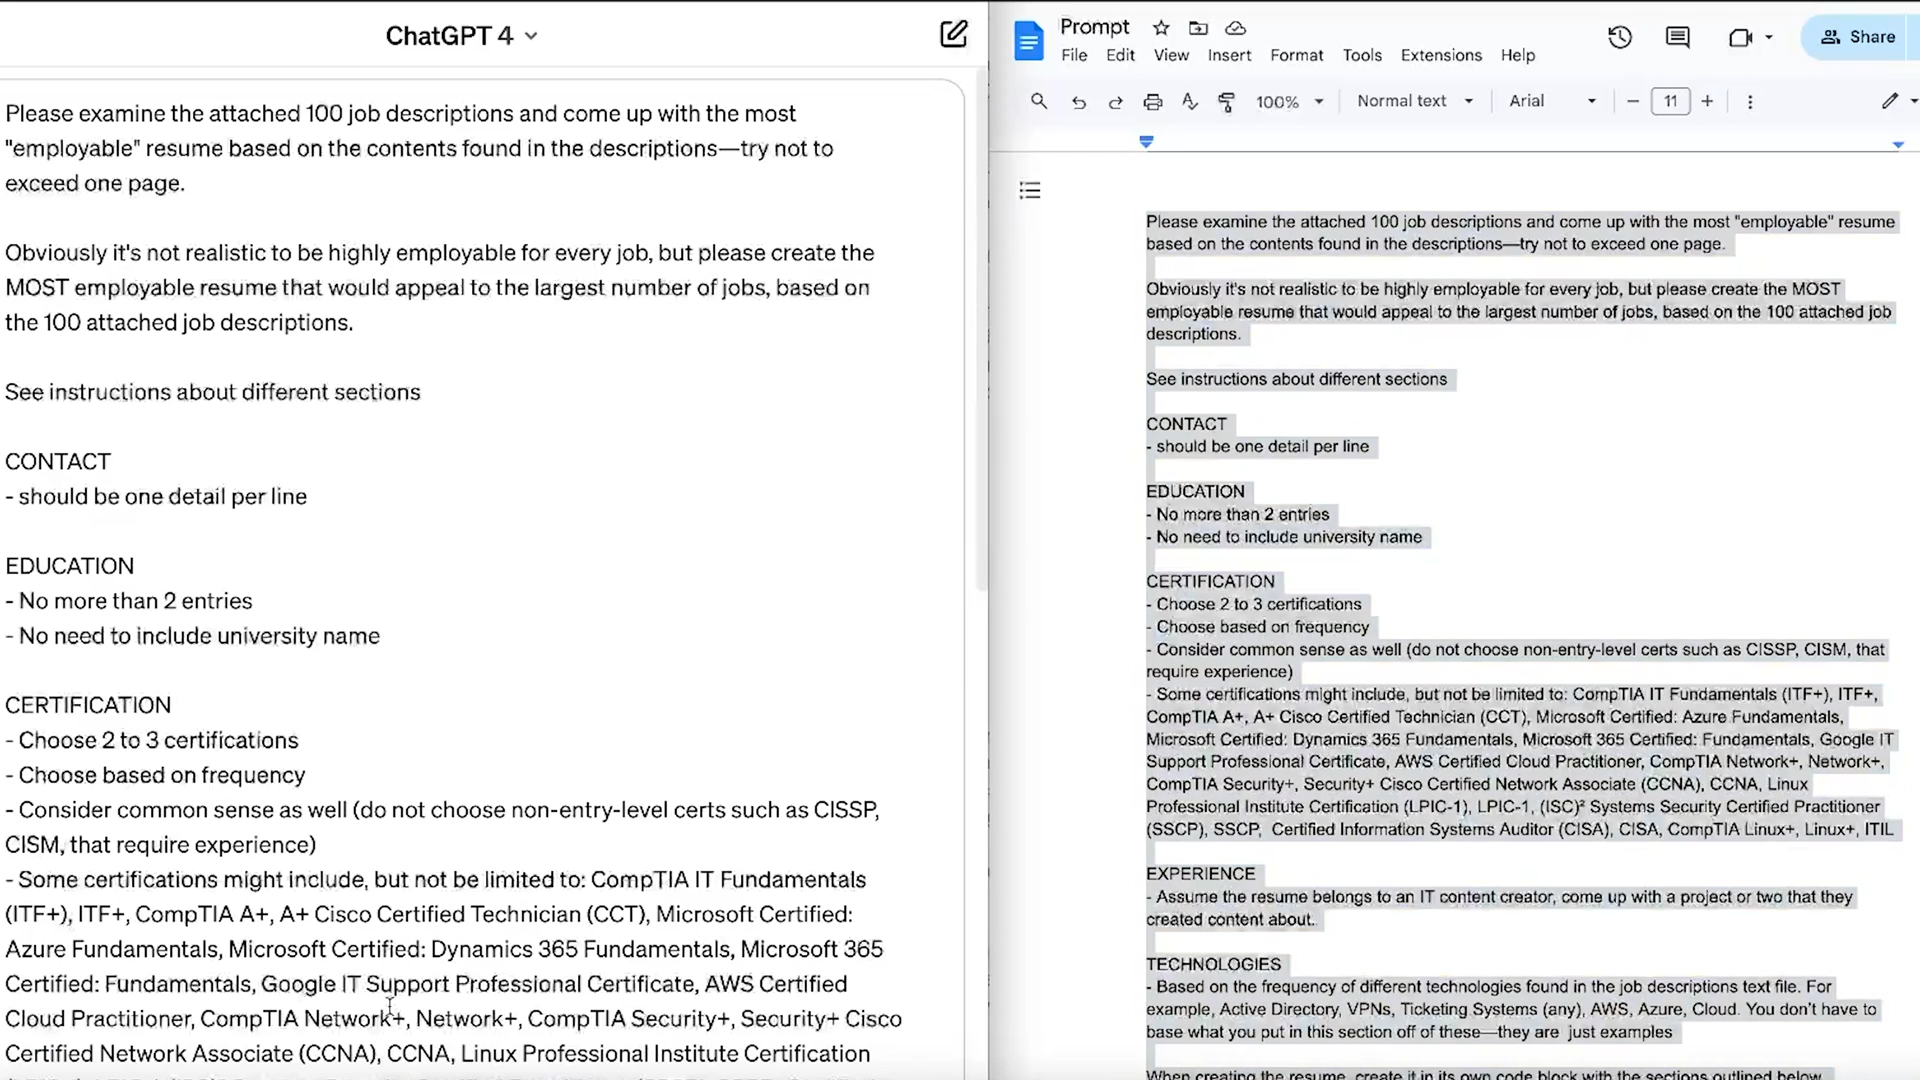 ChatGPT 4
Please examine the attached 100 job descriptions and come up with the most
"employable" resume based on the contents found in the descriptions—try not to
exceed one page.
Obviously it's not realistic to be highly employable for every job, but please create the
MOST employable resume that would appeal to the largest number of jobs, based on
the 100 attached job descriptions.
See instructions about different sections
CONTACT
- should be one detail per line
EDUCATION
- No more than 2 entries
- No need to include university name
CERTIFICATION
- Choose 2 to 3 certifications
- Choose based on frequency
- Consider common sense as well (do not choose non-entry-level certs such as CISSP,
CISM, that require experience)
- Some certifications might include, but not be limited to: CompTIA IT Fundamentals
(ITF+), ITF+, CompTIA A+, A+ Cisco Certified Technician (CCT), Microsoft Certified:
Azure Fundamentals, Microsoft Certified: Dynamics 365 Fundamentals, Microsoft 365
Certified: Fundamentals, Google IT Support Professional Certificate, AWS Certified
Cloud Practitioner, CompTIA Network+, Network+, CompTIA Security+, Security+ Cisco
Certified Network Associate (CCNA), CCNA, Linux Professional Institute Certification
Prompt
File Edit View Insert Format Tools Extensions Help
Share
100% Normal text Arial 11
Please examine the attached 100 job descriptions and come up with the most "employable" resume
based on the contents found in the descriptions—try not to exceed one page.
Obviously it's not realistic to be highly employable for every job, but please create the MOST
employable resume that would appeal to the largest number of jobs, based on the 100 attached job
descriptions.
See instructions about different sections
CONTACT
- should be one detail per line
EDUCATION
- No more than 2 entries
- No need to include university name
CERTIFICATION
- Choose 2 to 3 certifications
- Choose based on frequency
- Consider common sense as well (do not choose non-entry-level certs such as CISSP, CISM, that
require experience)
- Some certifications might include, but not be limited to: CompTIA IT Fundamentals (ITF+), ITF+,
CompTIA A+, A+ Cisco Certified Technician (CCT), Microsoft Certified: Azure Fundamentals,
Microsoft Certified: Dynamics 365 Fundamentals, Microsoft 365 Certified: Fundamentals, Google IT
Support Professional Certificate, AWS Certified Cloud Practitioner, CompTIA Network+, Network+,
CompTIA Security+, Security+ Cisco Certified Network Associate (CCNA), CCNA, Linux
Professional Institute Certification (LPIC-1), LPIC-1, (ISC)² Systems Security Certified Practitioner
(SSCP), SSCP, Certified Information Systems Auditor (CISA), CISA, CompTIA Linux+, Linux+, ITIL
EXPERIENCE
- Assume the resume belongs to an IT content creator, come up with a project or two that they
created content about.
TECHNOLOGIES
- Based on the frequency of different technologies found in the job descriptions text file. For
example, Active Directory, VPNs, Ticketing Systems (any), AWS, Azure, Cloud. You don't have to
base what you put in this section off of these—they are just examples
When creating the resume, create it in its own code block with the sections outlined below